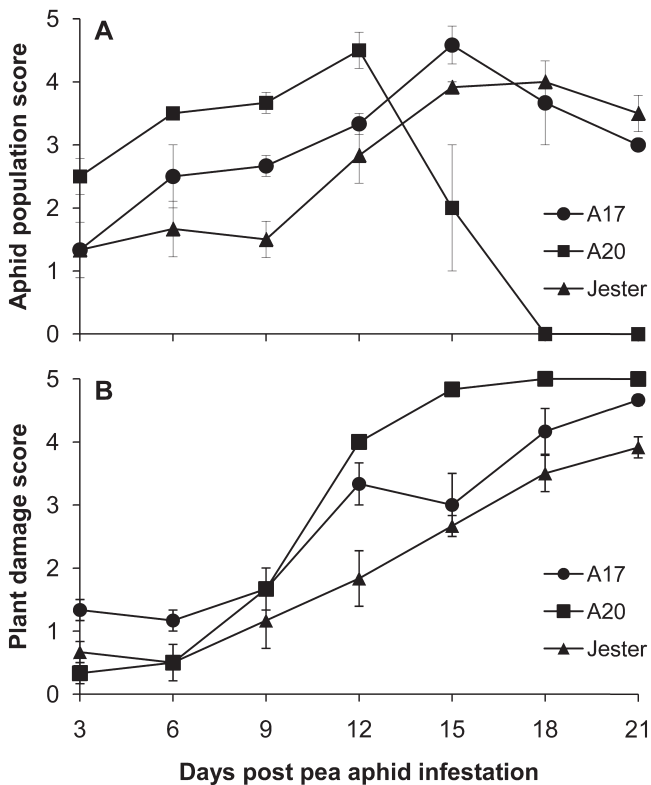 A
Aphid population score
5
4
3
2
1
0
A17
A20
Jester
B
Plant damage score
5
4
3
2
1
0
A17
A20
Jester
3 6 9 12 15 18 21
Days post pea aphid infestation